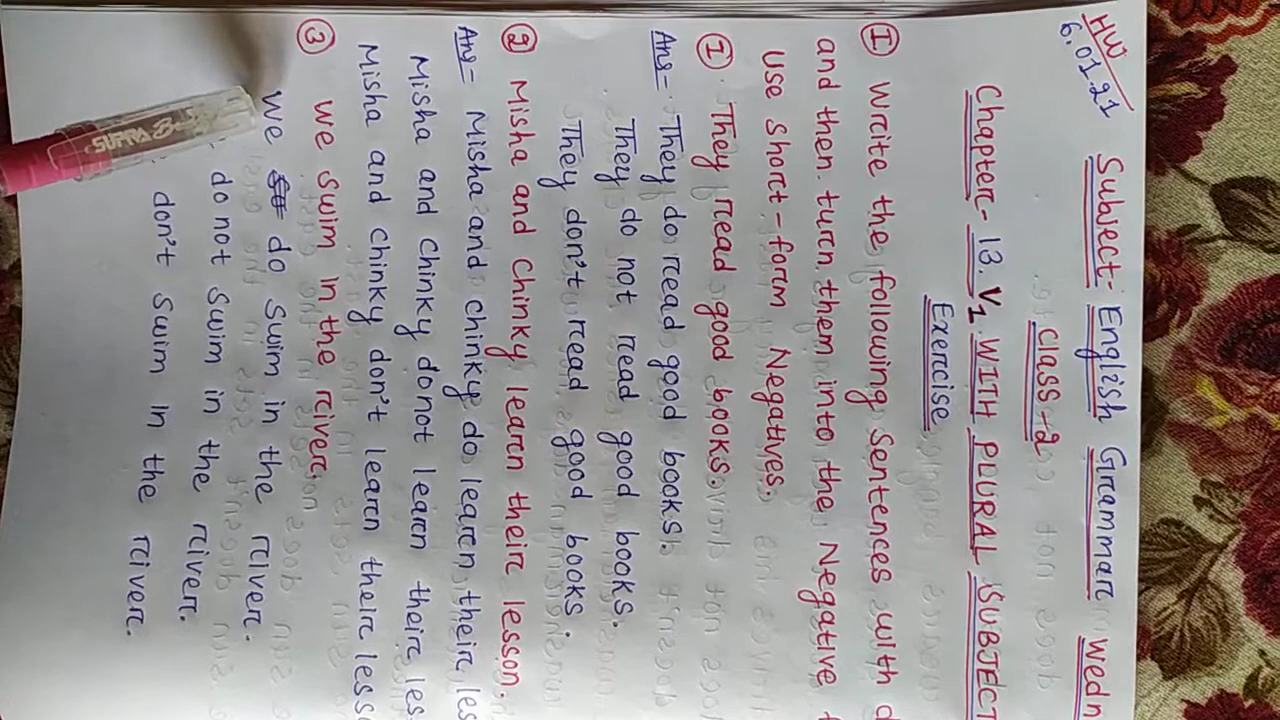 HW
6.01.21
Subject- English Grammar Wedn
Class-2
Chapter- 13. V1 WITH PLURAL SUBJECT
Exercise
① Write the following sentences with d
and then turn them into the Negative f
Use short-form Negatives.
① They read good books.
Ans= They do read good books.
They do not read good books.
They don't read good books.
② Misha and Chinky learn their lesson.
Ans= Misha and chinky do learn their les
Misha and chinky do not learn their les
Misha and chinky don't learn their less
③ We swim in the river.
We do swim in the river.
do not swim in the river.
don't swim in the river.
SUPRA